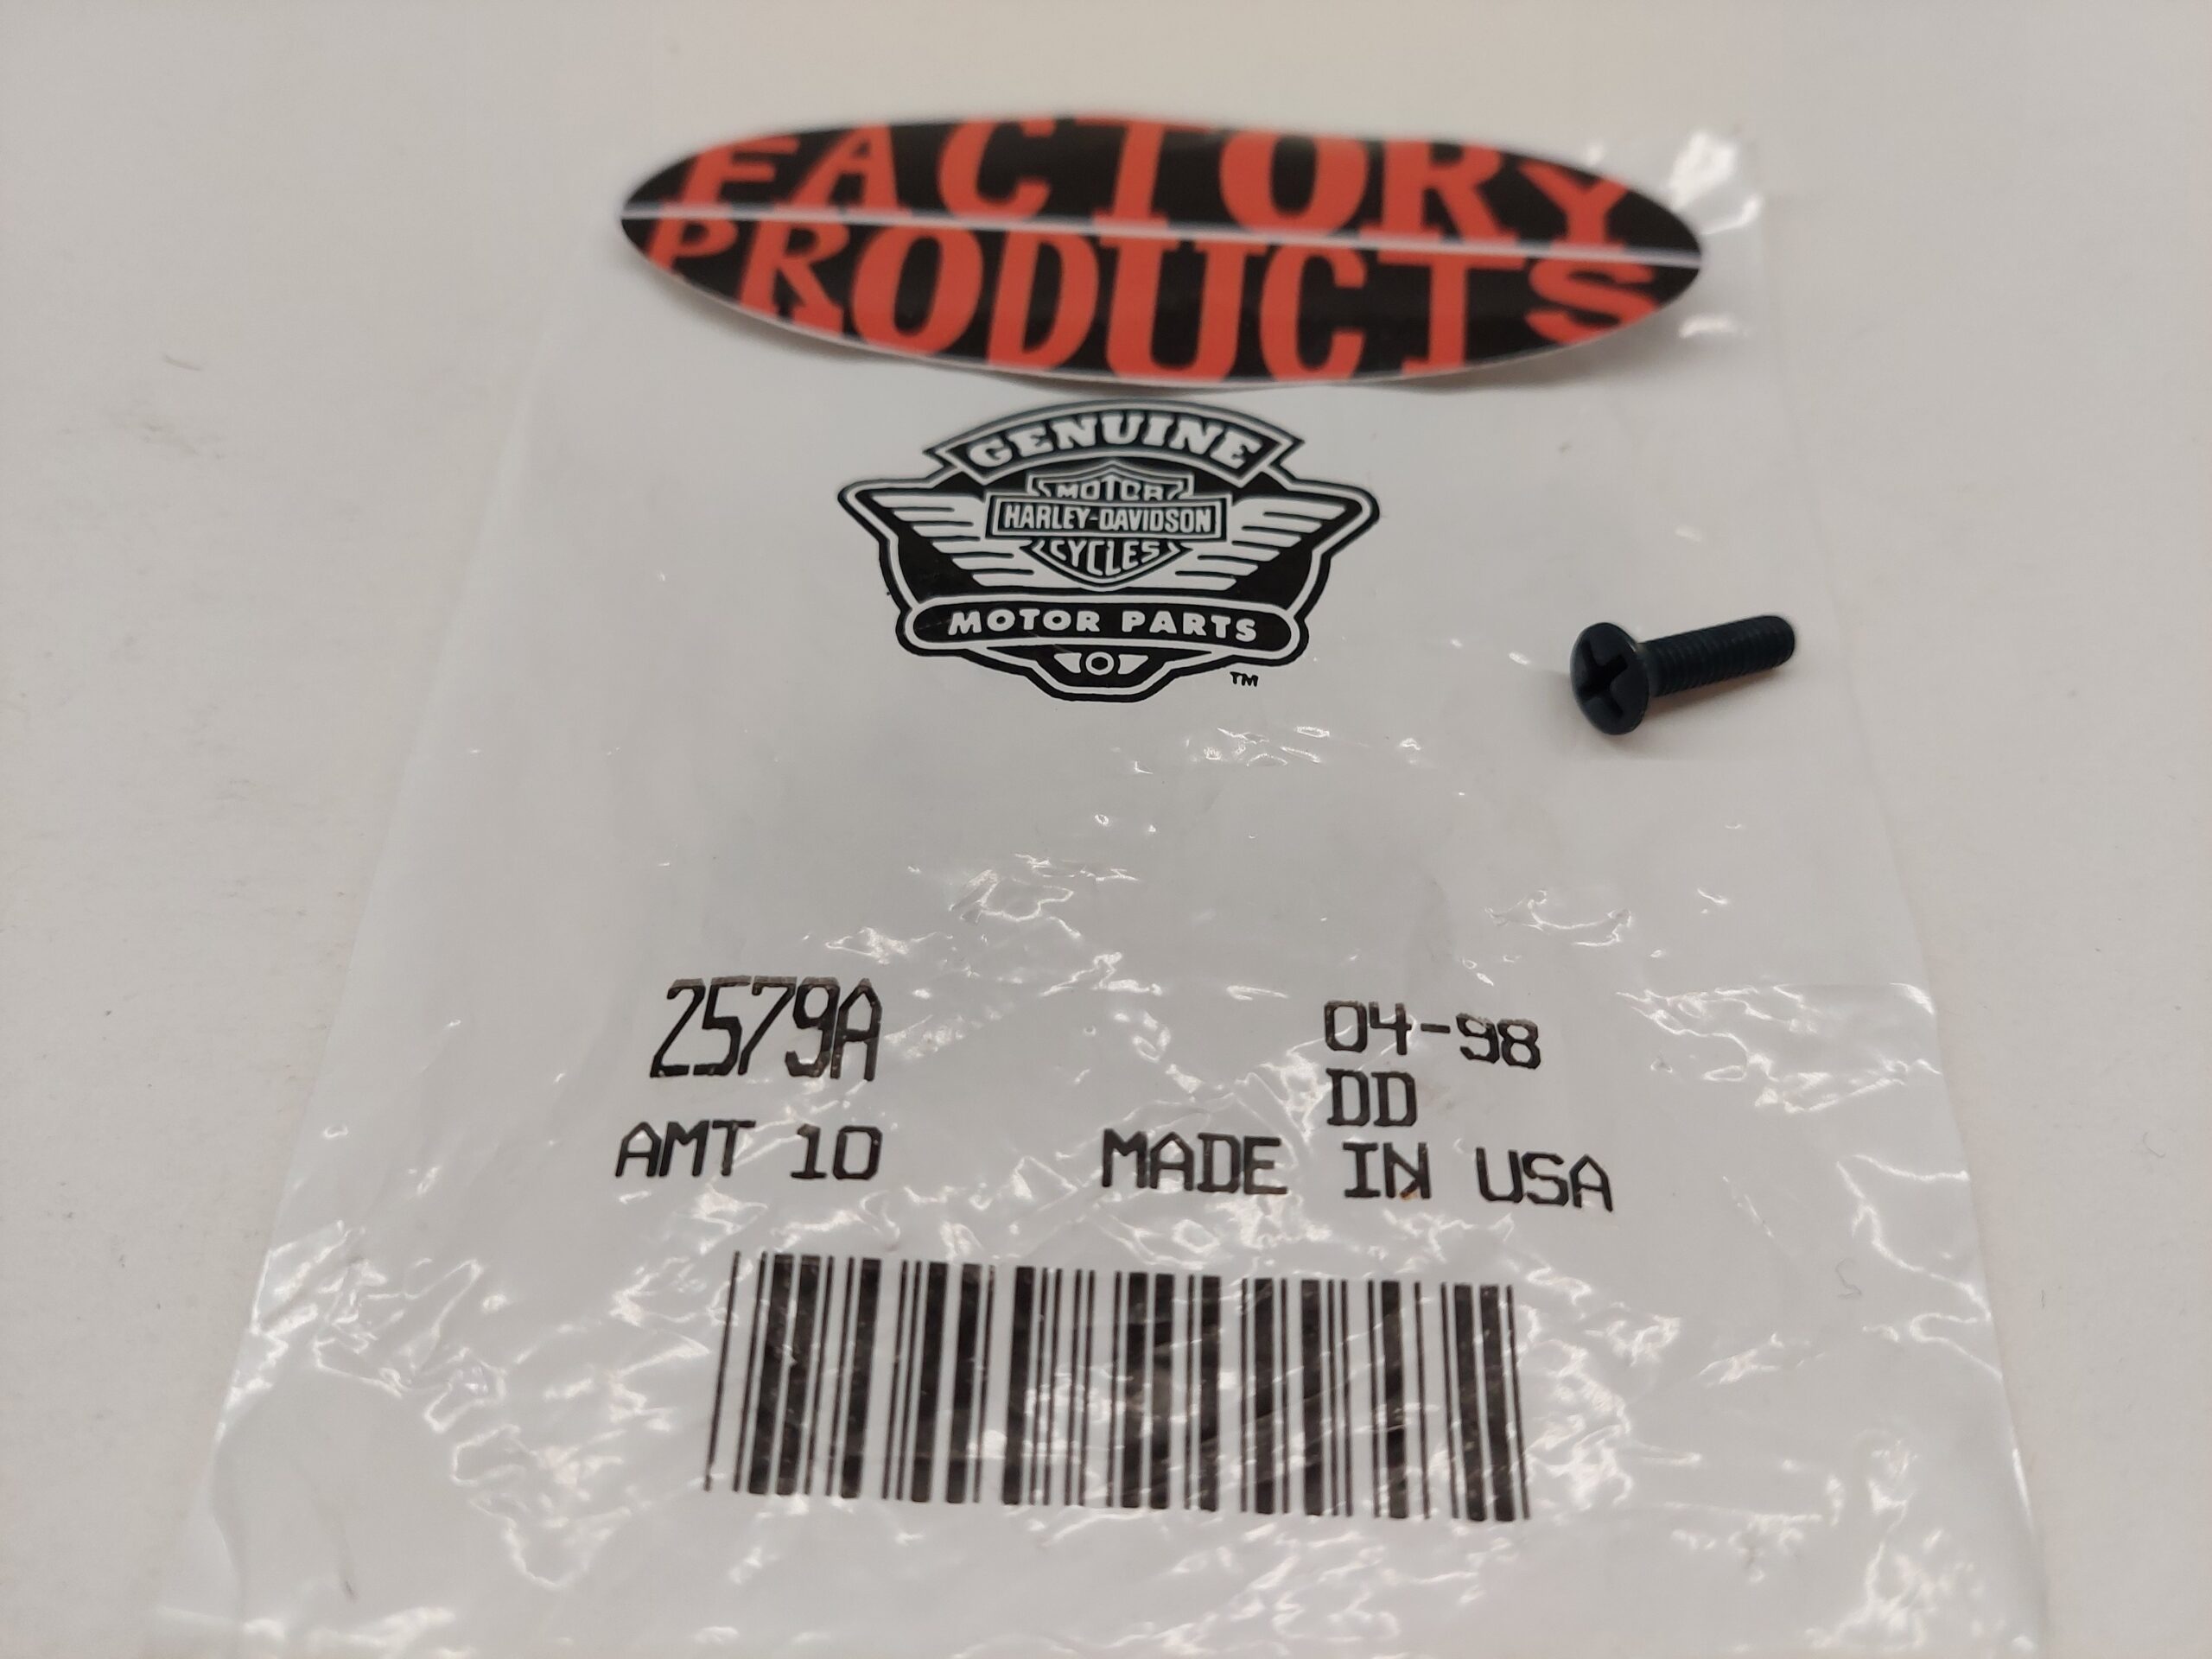 FACTORY
PRODUCTS
GENUINE
MOTOR
HARLEY-DAVIDSON
CYCLES
MOTOR PARTS
TM
2579A
04-98
DD
AMT 10
MADE IN USA